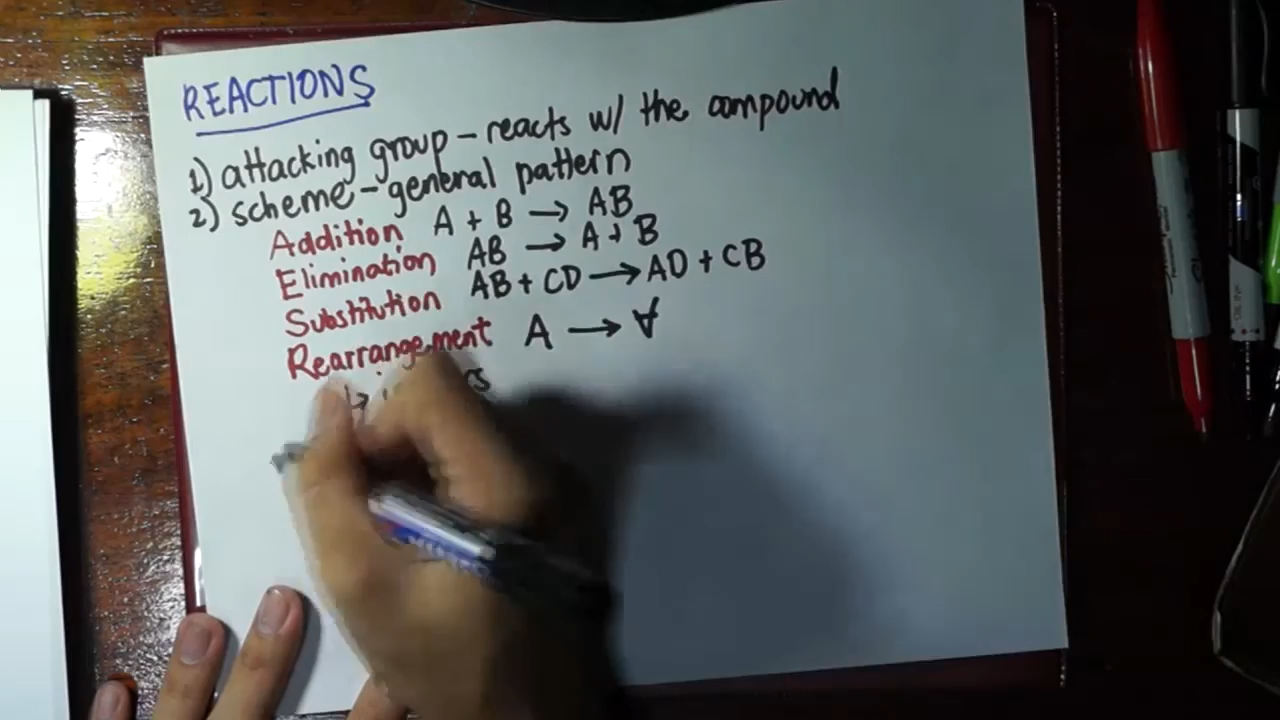 REACTIONS
1) attacking group - reacts w/ the compound
2) scheme - general pattern
Addition A + B → AB
Elimination AB → A + B
Substitution AB + CD → AD + CB
Rearrangement A → ∀
↳